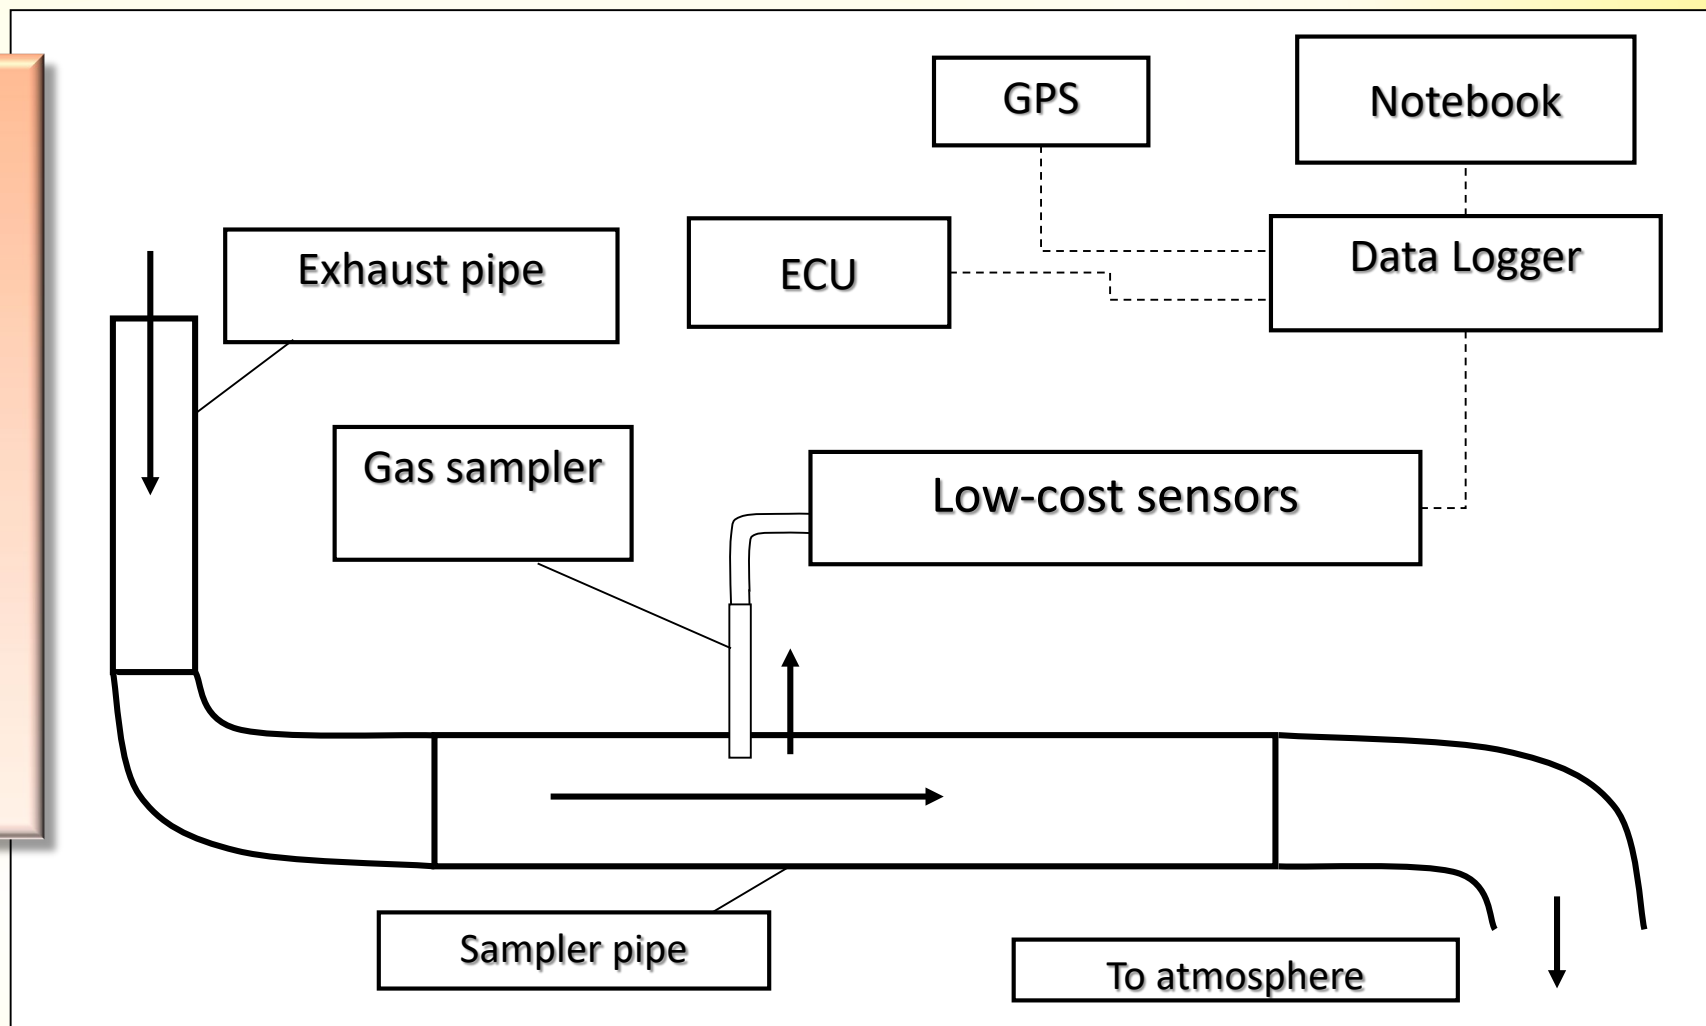 GPS
Notebook
Exhaust pipe
ECU
Data Logger
Gas sampler
Low-cost sensors
Sampler pipe
To atmosphere